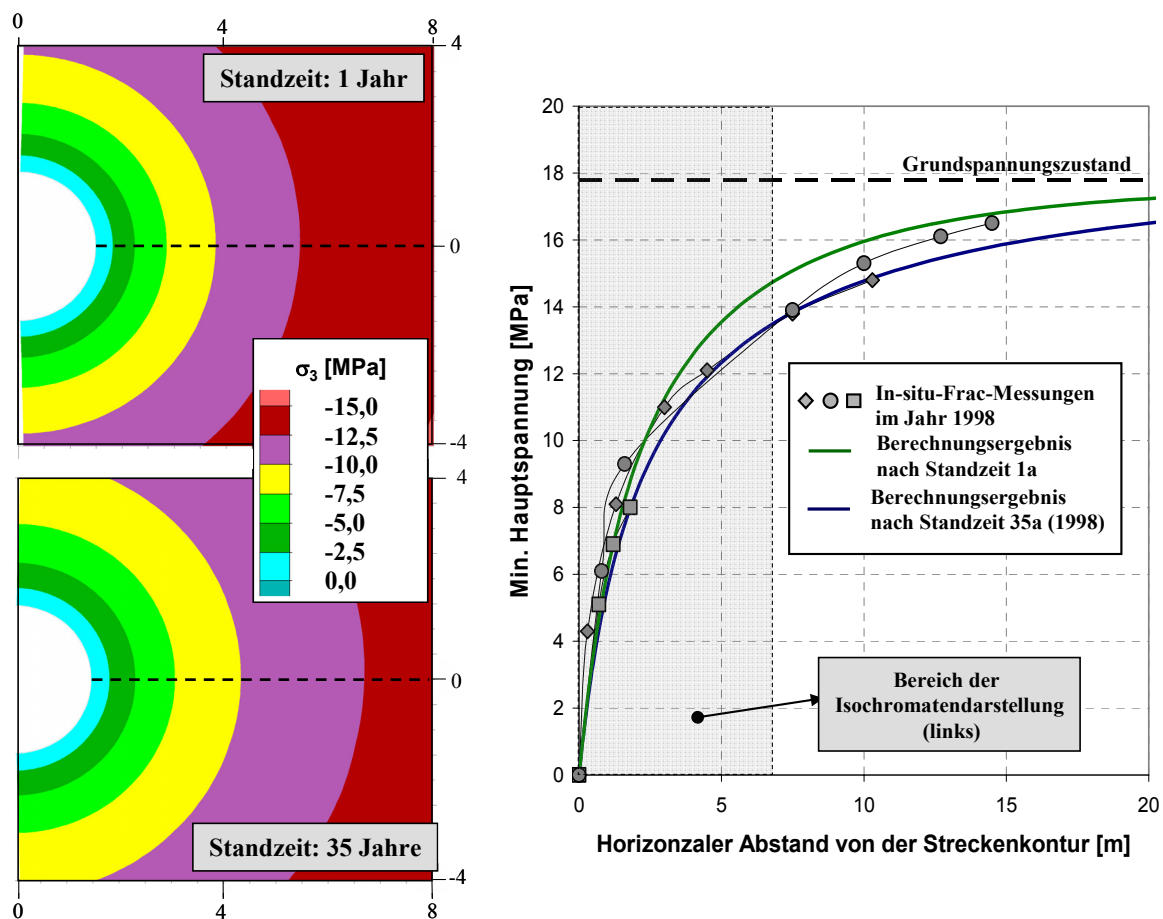 0
4
8
4
Standzeit: 1 Jahr
0
-4
σ3 [MPa]
-15,0
-12,5
-10,0
-7,5
-5,0
-2,5
0,0
4
0
Standzeit: 35 Jahre
-4
0
4
8
20
18
16
14
12
10
8
6
4
2
0
Min. Hauptspannung [MPa]
Grundspannungszustand
In-situ-Frac-Messungen
im Jahr 1998
Berechnungsergebnis
nach Standzeit 1a
Berechnungsergebnis
nach Standzeit 35a (1998)
Bereich der
Isochromatendarstellung
(links)
0
5
10
15
20
Horizonzaler Abstand von der Streckenkontur [m]